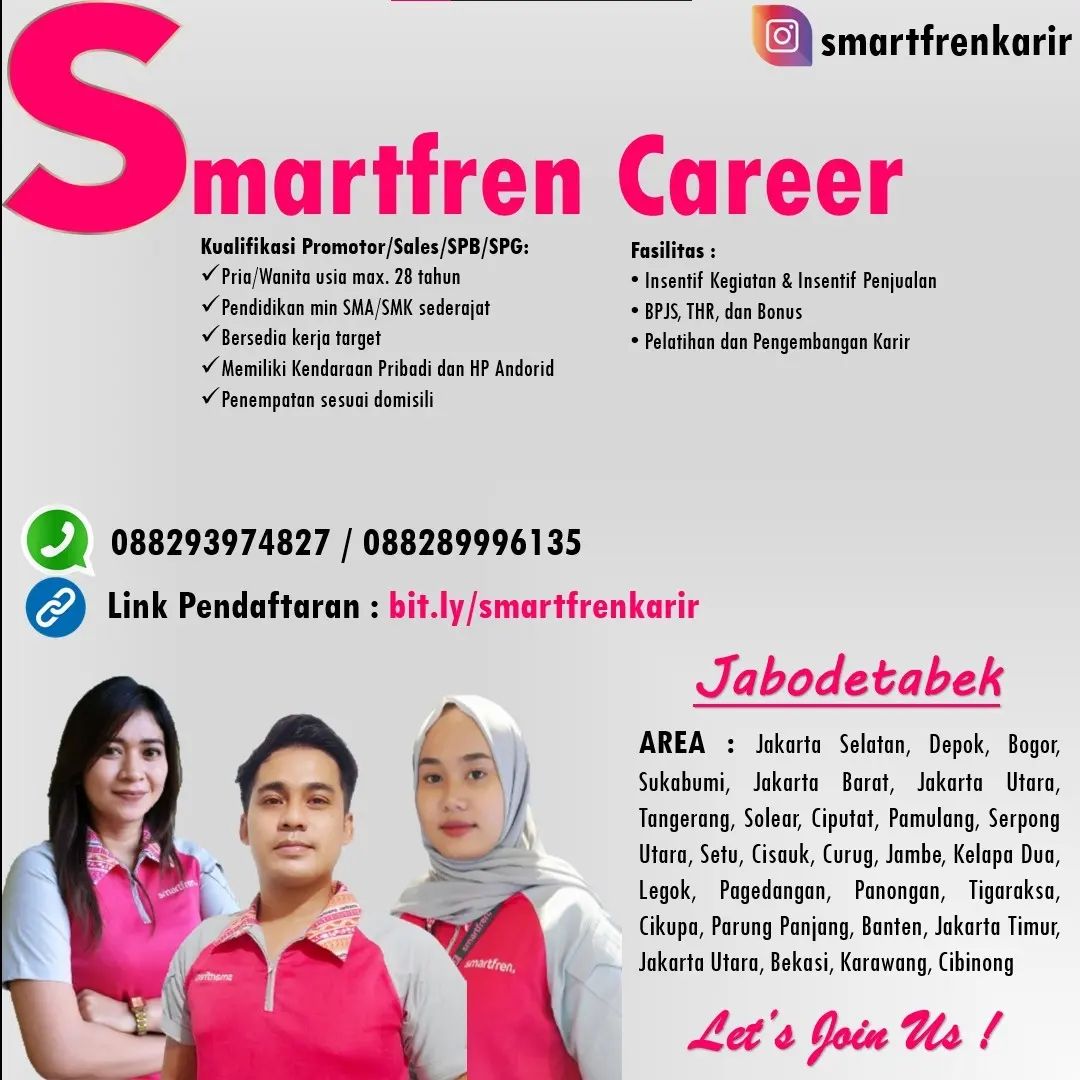 smartfrenkarir
Smartfren Career
Kualifikasi Promotor/Sales/SPB/SPG:
✓Pria/Wanita usia max. 28 tahun
✓Pendidikan min SMA/SMK sederajat
✓Bersedia kerja target
✓Memiliki Kendaraan Pribadi dan HP Andorid
✓Penempatan sesuai domisili
Fasilitas :
• Insentif Kegiatan & Insentif Penjualan
• BPJS, THR, dan Bonus
• Pelatihan dan Pengembangan Karir
088293974827 / 088289996135
Link Pendaftaran : bit.ly/smartfrenkarir
Jabodetabek
AREA : Jakarta Selatan, Depok, Bogor,
Sukabumi, Jakarta Barat, Jakarta Utara,
Tangerang, Solear, Ciputat, Pamulang, Serpong
Utara, Setu, Cisauk, Curug, Jambe, Kelapa Dua,
Legok, Pagedangan, Panongan, Tigaraksa,
Cikupa, Parung Panjang, Banten, Jakarta Timur,
Jakarta Utara, Bekasi, Karawang, Cibinong
Let's Join Us !
smartfren
smartfren
smartfren.